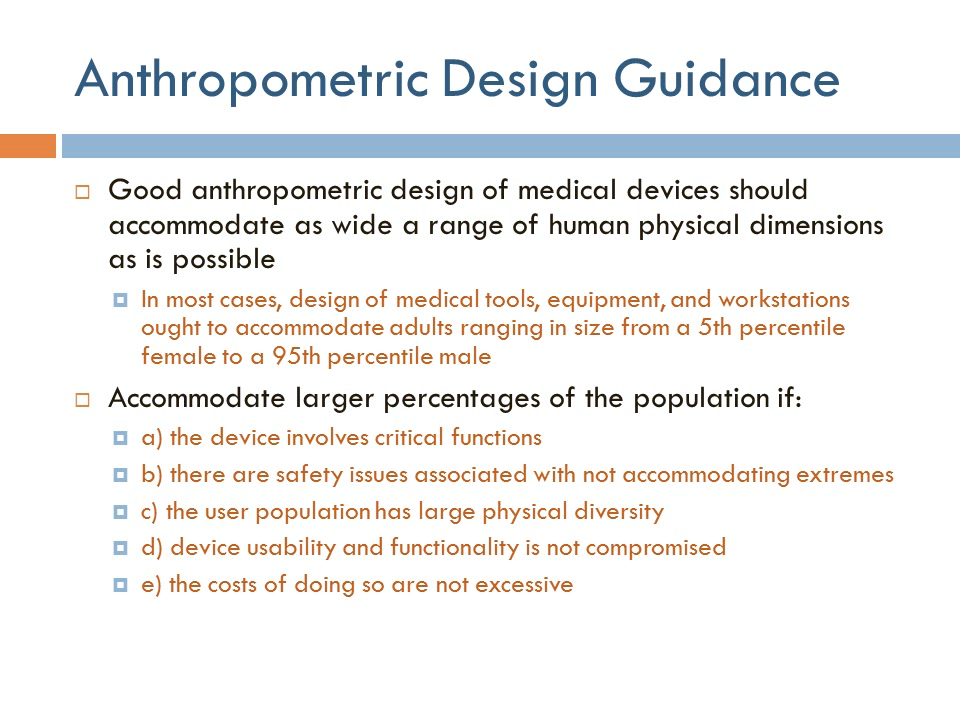 Anthropometric Design Guidance
Good anthropometric design of medical devices should
accommodate as wide a range of human physical dimensions
as is possible
In most cases, design of medical tools, equipment, and workstations
ought to accommodate adults ranging in size from a 5th percentile
female to a 95th percentile male
Accommodate larger percentages of the population if:
a) the device involves critical functions
b) there are safety issues associated with not accommodating extremes
c) the user population has large physical diversity
d) device usability and functionality is not compromised
e) the costs of doing so are not excessive